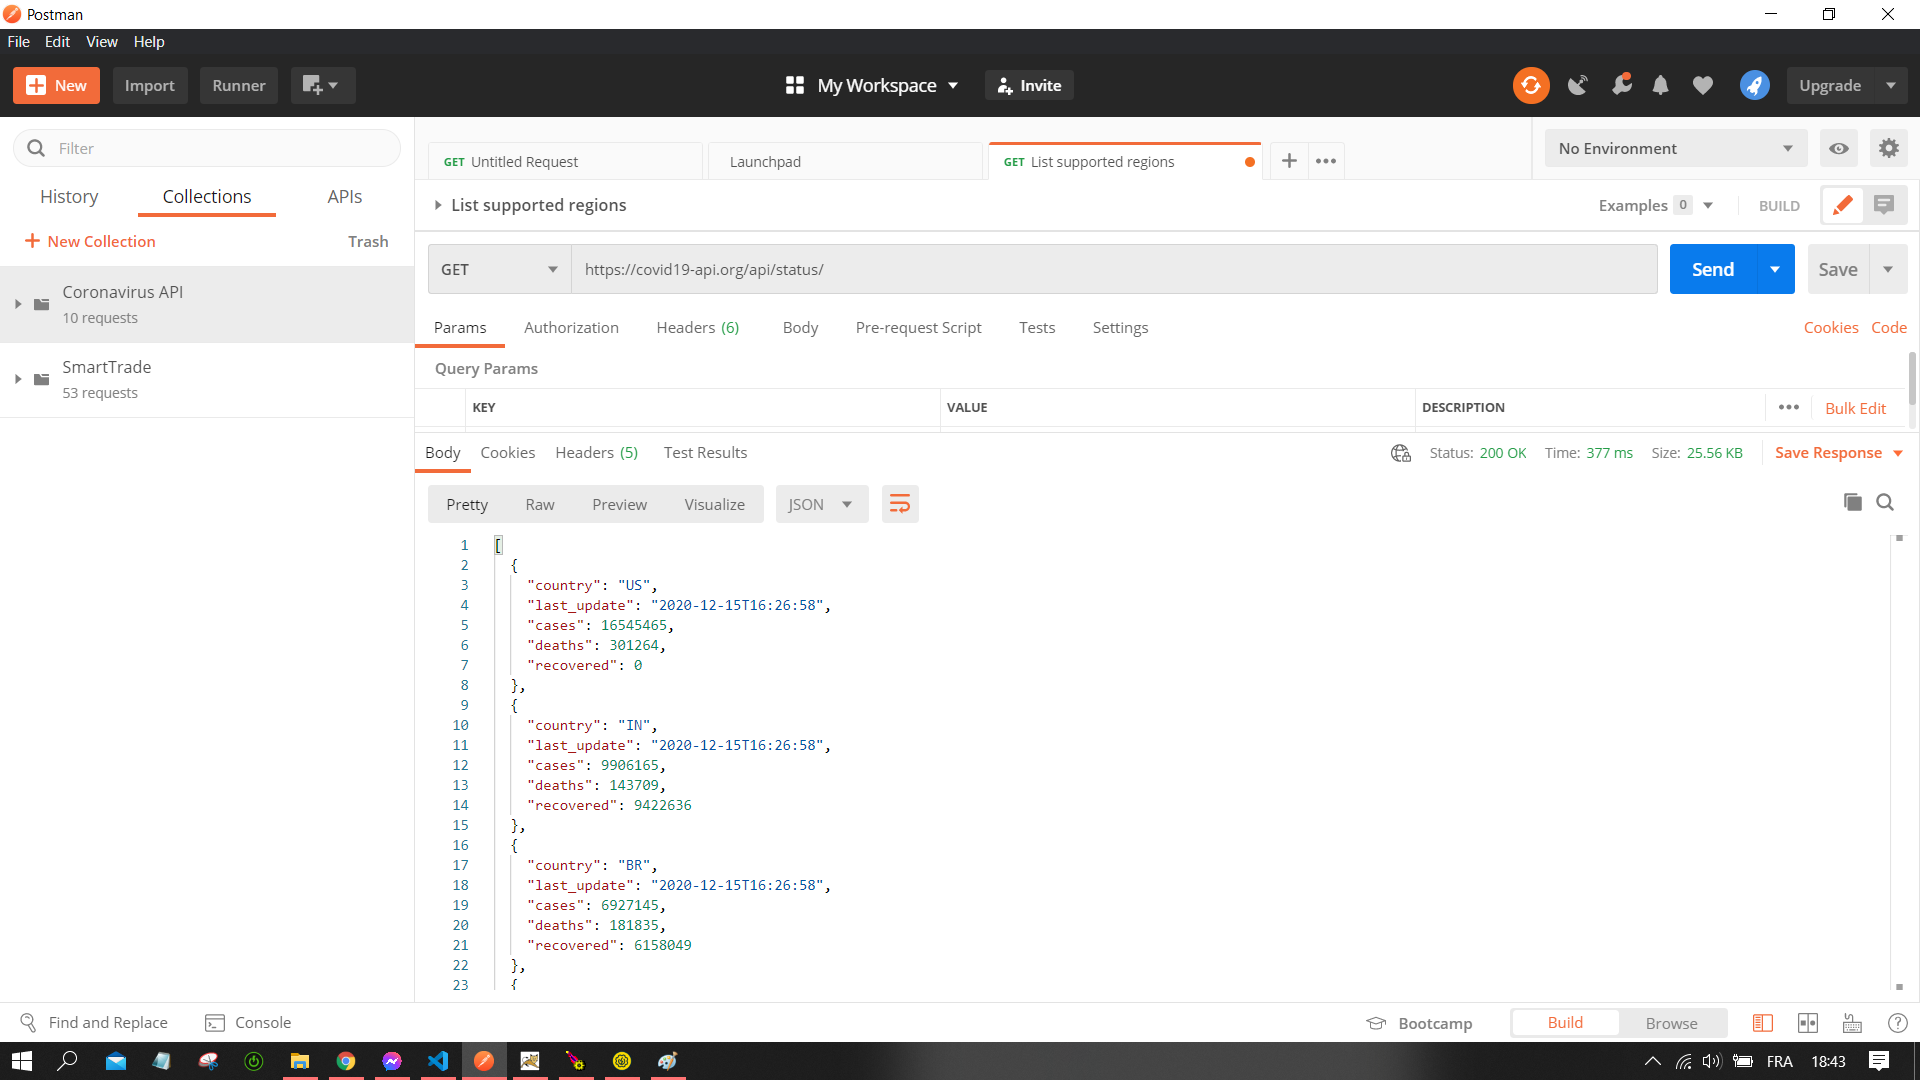 Postman
File Edit View Help
New Import Runner My Workspace Invite Upgrade
Filter
History Collections APIs
New Collection Trash
Coronavirus API
10 requests
SmartTrade
53 requests
GET Untitled Request Launchpad GET List supported regions No Environment
List supported regions Examples 0 BUILD
GET https://covid19-api.org/api/status/ Send Save
Params Authorization Headers (6) Body Pre-request Script Tests Settings Cookies Code
Query Params
KEY VALUE DESCRIPTION Bulk Edit
Body Cookies Headers (5) Test Results Status: 200 OK Time: 377 ms Size: 25.56 KB Save Response
Pretty Raw Preview Visualize JSON
1 [
2 {
3 "country": "US",
4 "last_update": "2020-12-15T16:26:58",
5 "cases": 16545465,
6 "deaths": 301264,
7 "recovered": 0
8 },
9 {
10 "country": "IN",
11 "last_update": "2020-12-15T16:26:58",
12 "cases": 9906165,
13 "deaths": 143709,
14 "recovered": 9422636
15 },
16 {
17 "country": "BR",
18 "last_update": "2020-12-15T16:26:58",
19 "cases": 6927145,
20 "deaths": 181835,
21 "recovered": 6158049
22 },
23 {
Find and Replace Console Bootcamp Build Browse
FRA 18:43